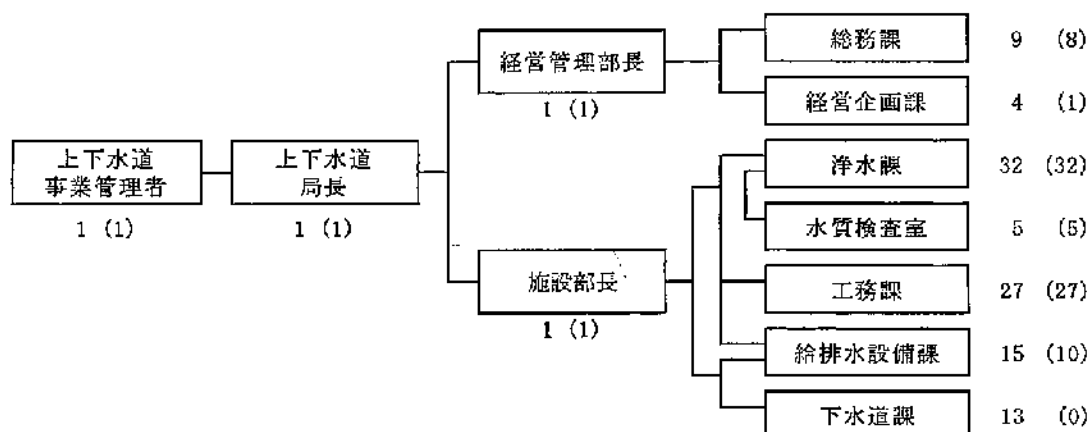 総務課 9 (8)
経営管理部長
1 (1)
経営企画課 4 (1)
上下水道
事業管理者
1 (1)
上下水道
局長
1 (1)
浄水課 32 (32)
水質検査室 5 (5)
施設部長
1 (1)
工務課 27 (27)
給排水設備課 15 (10)
下水道課 13 (0)